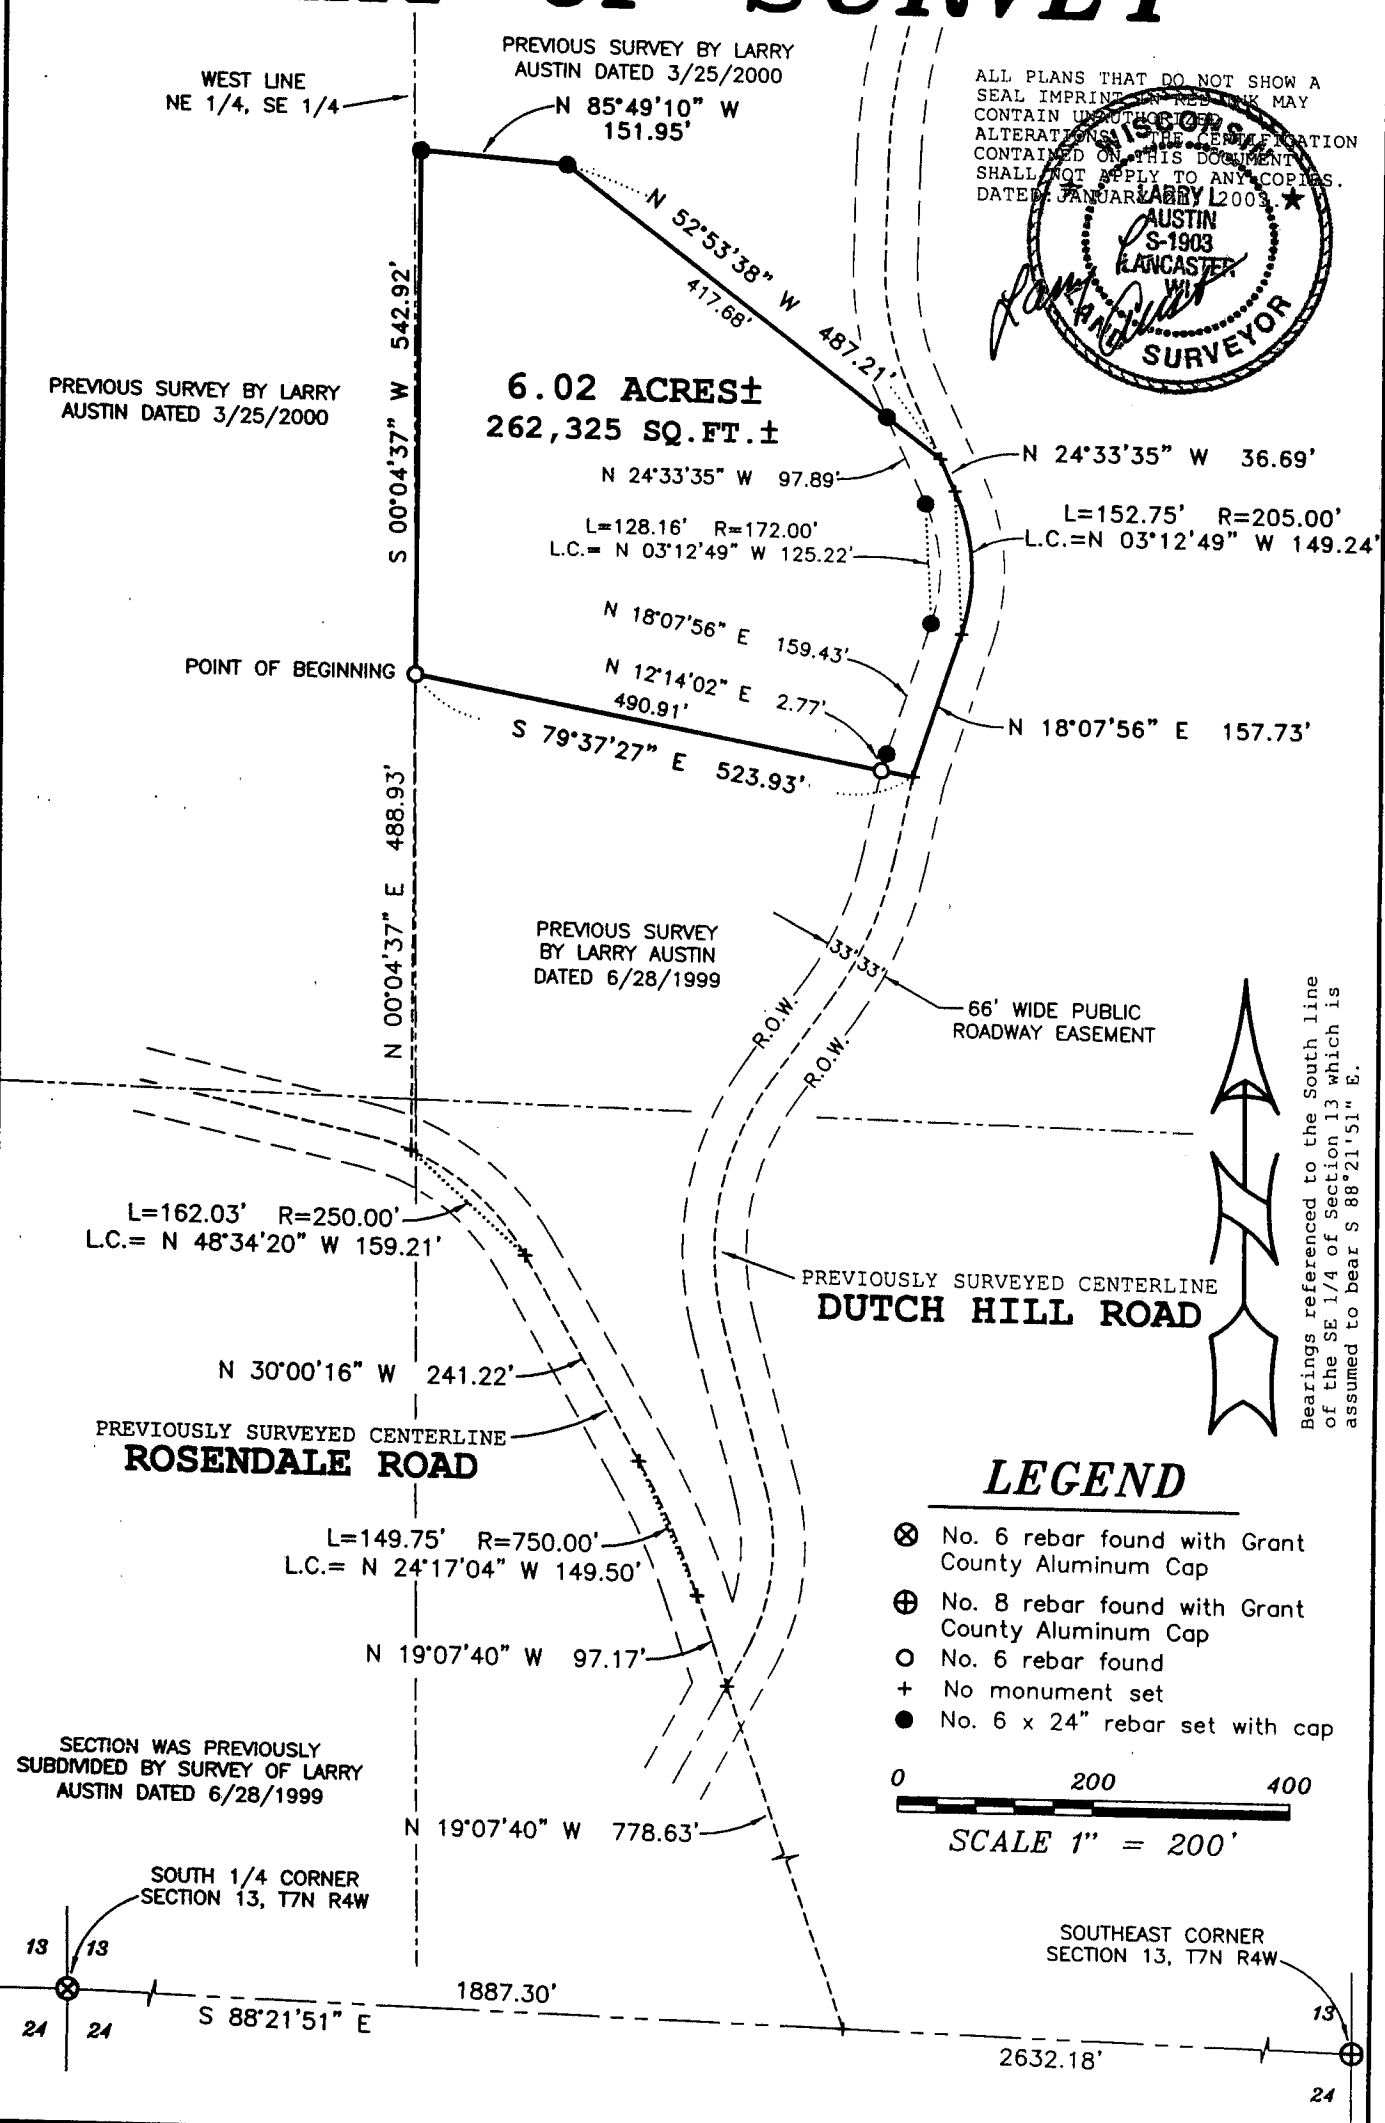 OF SURVEY
PREVIOUS SURVEY BY LARRY
AUSTIN DATED 3/25/2000
WEST LINE
NE 1/4, SE 1/4
N 85°49'10" W
151.95'
ALL PLANS THAT DO NOT SHOW A
SEAL IMPRINT IN RED INK MAY
CONTAIN UNAUTHORIZED
ALTERATIONS. THE CERTIFICATION
CONTAINED ON THIS DOCUMENT
SHALL NOT APPLY TO ANY COPIES.
DATED: JANUARY 2003.
WISCONSIN
LARRY L.
AUSTIN
S-1903
LANCASTER
WI
LAND SURVEYOR
Larry Austin
N 52°53'38" W 487.21'
417.68'
S 00°04'37" W 542.92'
PREVIOUS SURVEY BY LARRY
AUSTIN DATED 3/25/2000
6.02 ACRES±
262,325 SQ.FT.±
N 24°33'35" W 36.69'
N 24°33'35" W 97.89'
L=152.75' R=205.00'
L.C.=N 03°12'49" W 149.24'
L=128.16' R=172.00'
L.C.= N 03°12'49" W 125.22'
N 18°07'56" E 159.43'
POINT OF BEGINNING
N 12°14'02" E 2.77'
490.91'
S 79°37'27" E 523.93'
N 18°07'56" E 157.73'
N 00°04'37" E 488.93'
PREVIOUS SURVEY
BY LARRY AUSTIN
DATED 6/28/1999
33' 33'
66' WIDE PUBLIC
ROADWAY EASEMENT
R.O.W.
R.O.W.
Bearings referenced to the South line
of the SE 1/4 of Section 13 which is
assumed to bear S 88°21'51" E.
L=162.03' R=250.00'
L.C.= N 48°34'20" W 159.21'
PREVIOUSLY SURVEYED CENTERLINE
DUTCH HILL ROAD
N 30°00'16" W 241.22'
PREVIOUSLY SURVEYED CENTERLINE
ROSENDALE ROAD
L=149.75' R=750.00'
L.C.= N 24°17'04" W 149.50'
N 19°07'40" W 97.17'
LEGEND
No. 6 rebar found with Grant
County Aluminum Cap
No. 8 rebar found with Grant
County Aluminum Cap
No. 6 rebar found
No monument set
No. 6 x 24" rebar set with cap
0 200 400
SCALE 1" = 200'
SECTION WAS PREVIOUSLY
SUBDIVIDED BY SURVEY OF LARRY
AUSTIN DATED 6/28/1999
N 19°07'40" W 778.63'
SOUTH 1/4 CORNER
SECTION 13, T7N R4W
SOUTHEAST CORNER
SECTION 13, T7N R4W
13 13
24 24
1887.30'
S 88°21'51" E
2632.18'
13
24